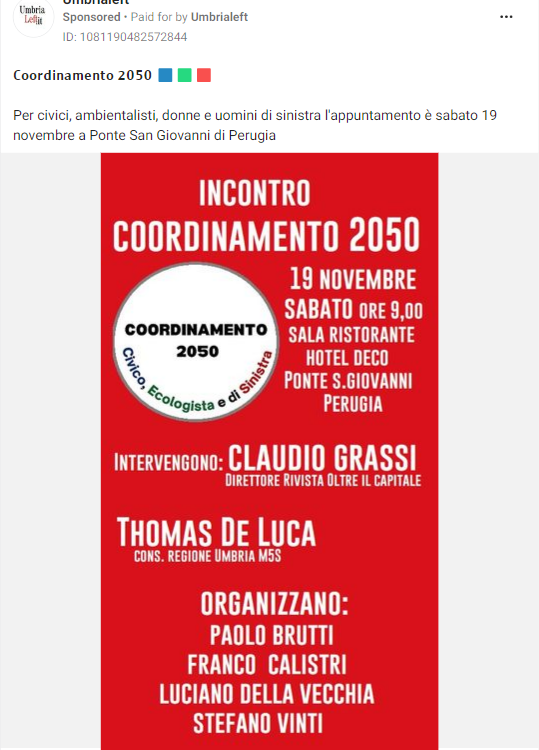 Umbrialeft
Umbria
Left.it
Sponsored • Paid for by Umbrialeft
ID: 1081190482572844
Coordinamento 2050
Per civici, ambientalisti, donne e uomini di sinistra l'appuntamento è sabato 19
novembre a Ponte San Giovanni di Perugia
INCONTRO
COORDINAMENTO 2050
19 NOVEMBRE
SABATO ORE 9,00
SALA RISTORANTE
HOTEL DECO
PONTE S.GIOVANNI
PERUGIA
COORDINAMENTO
2050
Civico, Ecologista e di Sinistra
INTERVENGONO: CLAUDIO GRASSI
DIRETTORE RIVISTA OLTRE IL CAPITALE
THOMAS DE LUCA
CONS. REGIONE UMBRIA M5S
ORGANIZZANO:
PAOLO BRUTTI
FRANCO CALISTRI
LUCIANO DELLA VECCHIA
STEFANO VINTI